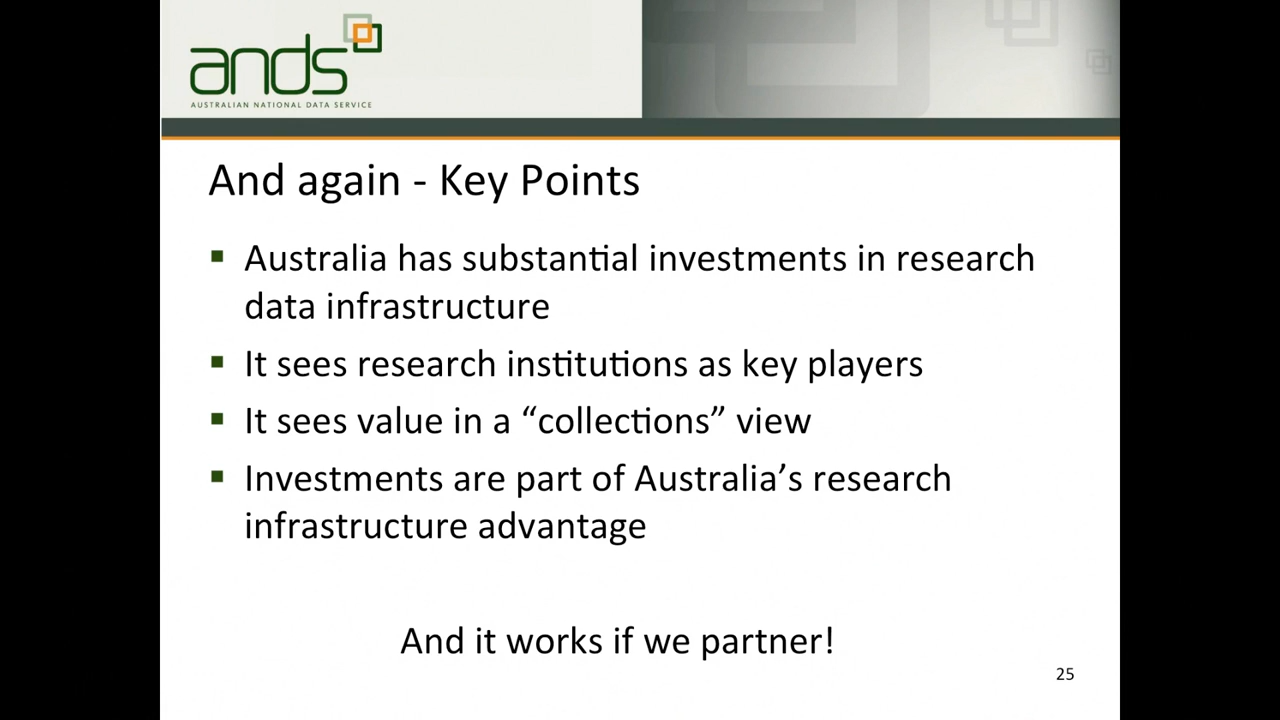 ands
AUSTRALIAN NATIONAL DATA SERVICE
And again - Key Points
▪ Australia has substantial investments in research
data infrastructure
▪ It sees research institutions as key players
▪ It sees value in a “collections” view
▪ Investments are part of Australia’s research
infrastructure advantage
And it works if we partner!
25